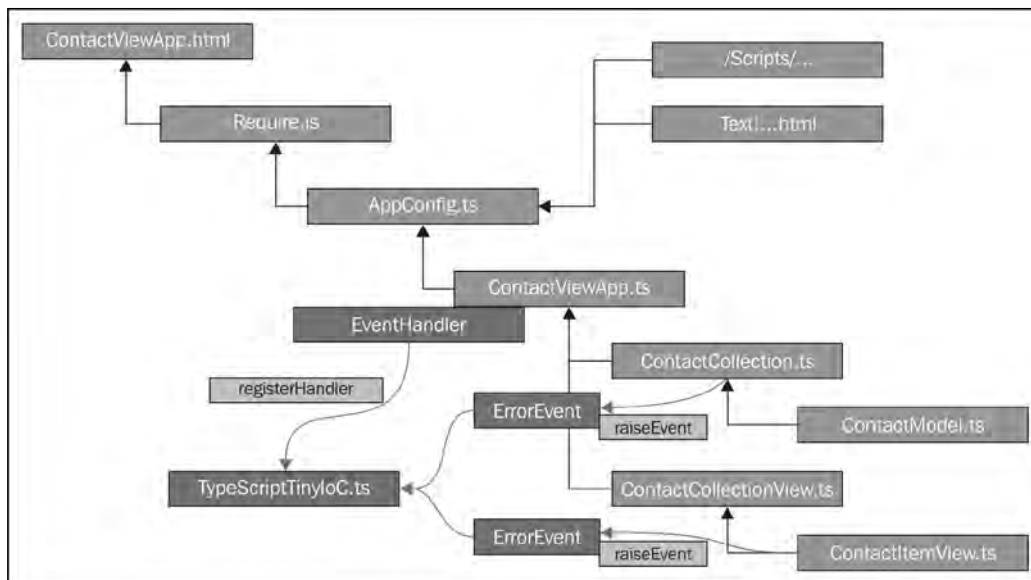 ContactViewApp.html
/Scripts/...
Require.js
Text!...html
AppConfig.ts
ContactViewApp.ts
EventHandler
ContactCollection.ts
registerHandler
ErrorEvent
raiseEvent
ContactModel.ts
TypeScriptTinyIoC.ts
ContactCollectionView.ts
ErrorEvent
raiseEvent
ContactItemView.ts